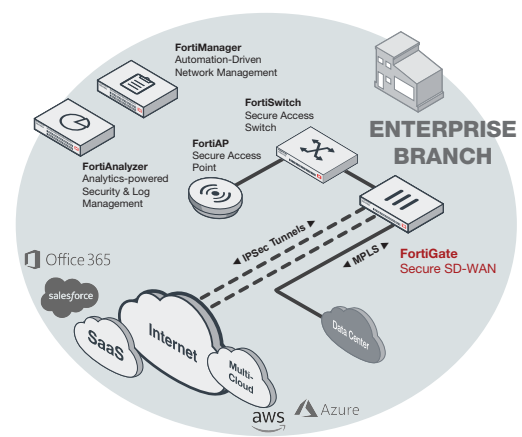 FortiManager
Automation-Driven
Network Management
FortiSwitch
Secure Access
Switch
ENTERPRISE
BRANCH
FortiAP
Secure Access
Point
FortiAnalyzer
Analytics-powered
Security & Log
Management
IPSec Tunnels
MPLS
FortiGate
Secure SD-WAN
Office 365
salesforce
SaaS
Internet
Multi-
Cloud
Data Center
aws
Azure